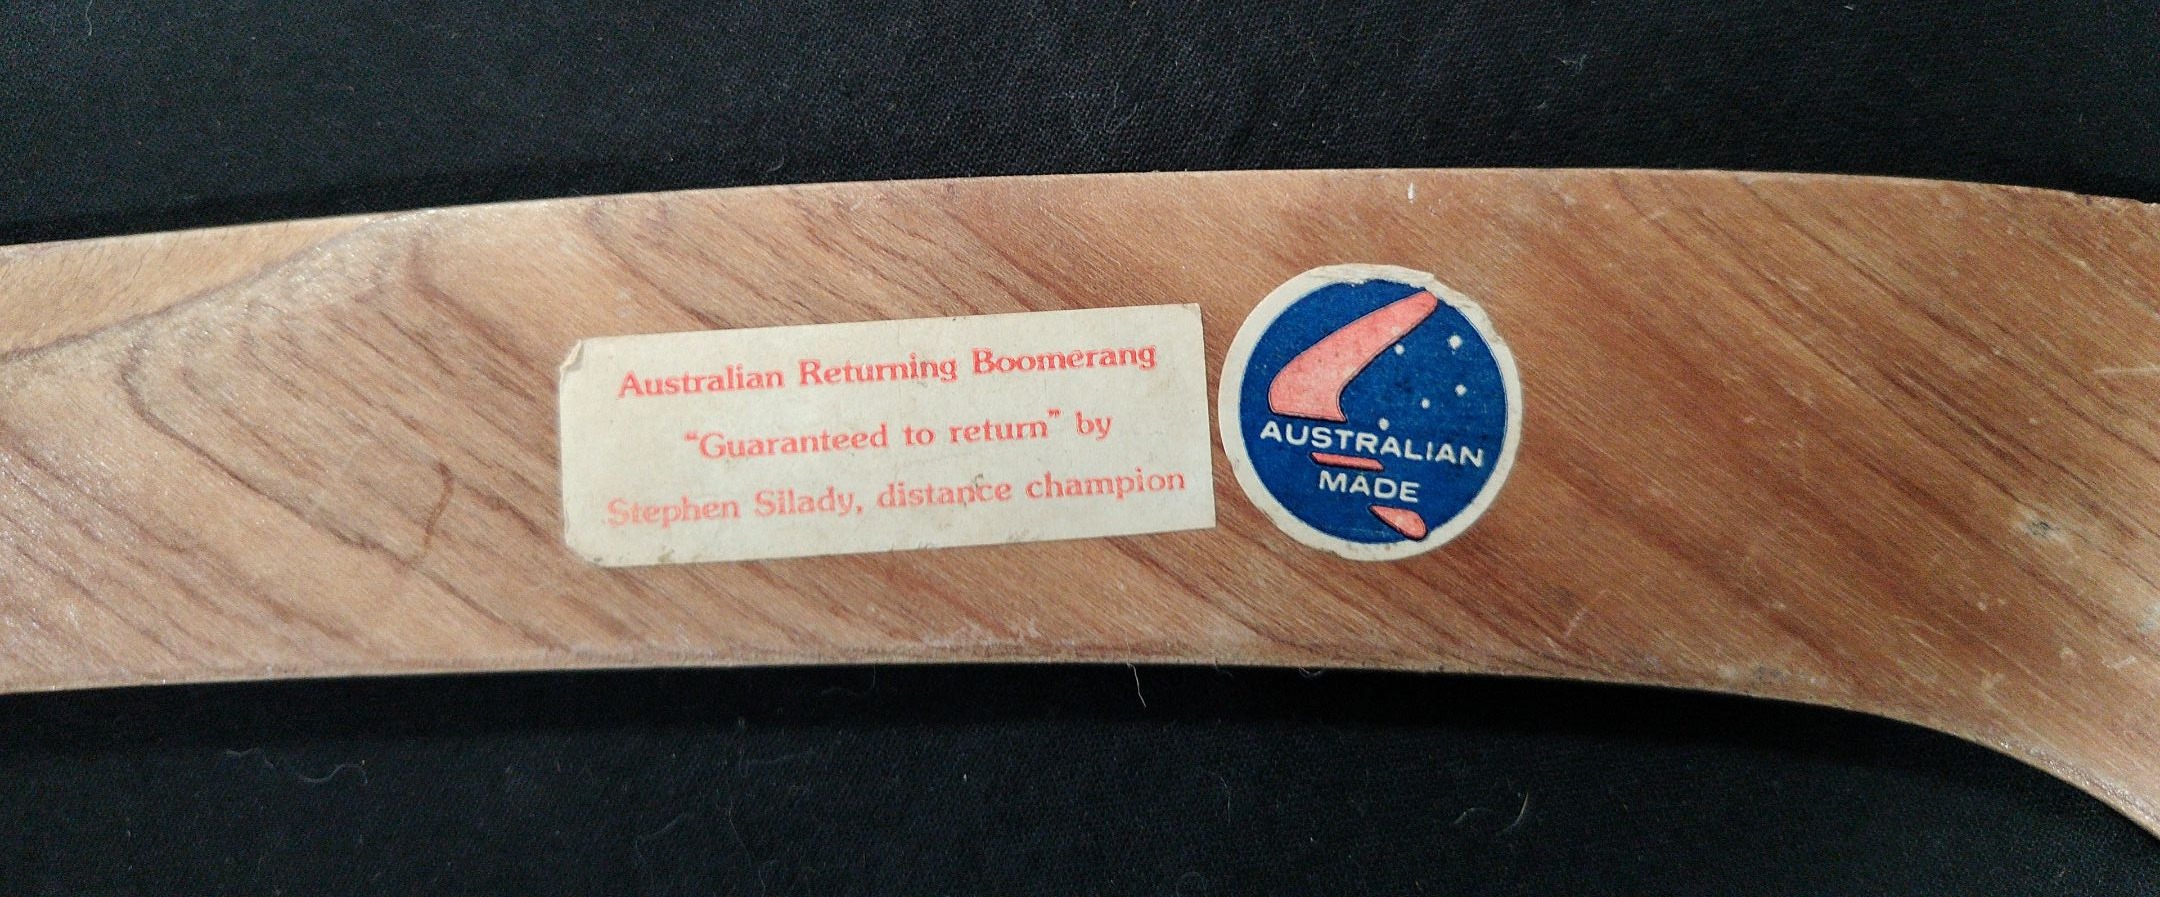 Australian Returning Boomerang
“Guaranteed to return” by
Stephen Silady, distance champion
AUSTRALIAN
MADE